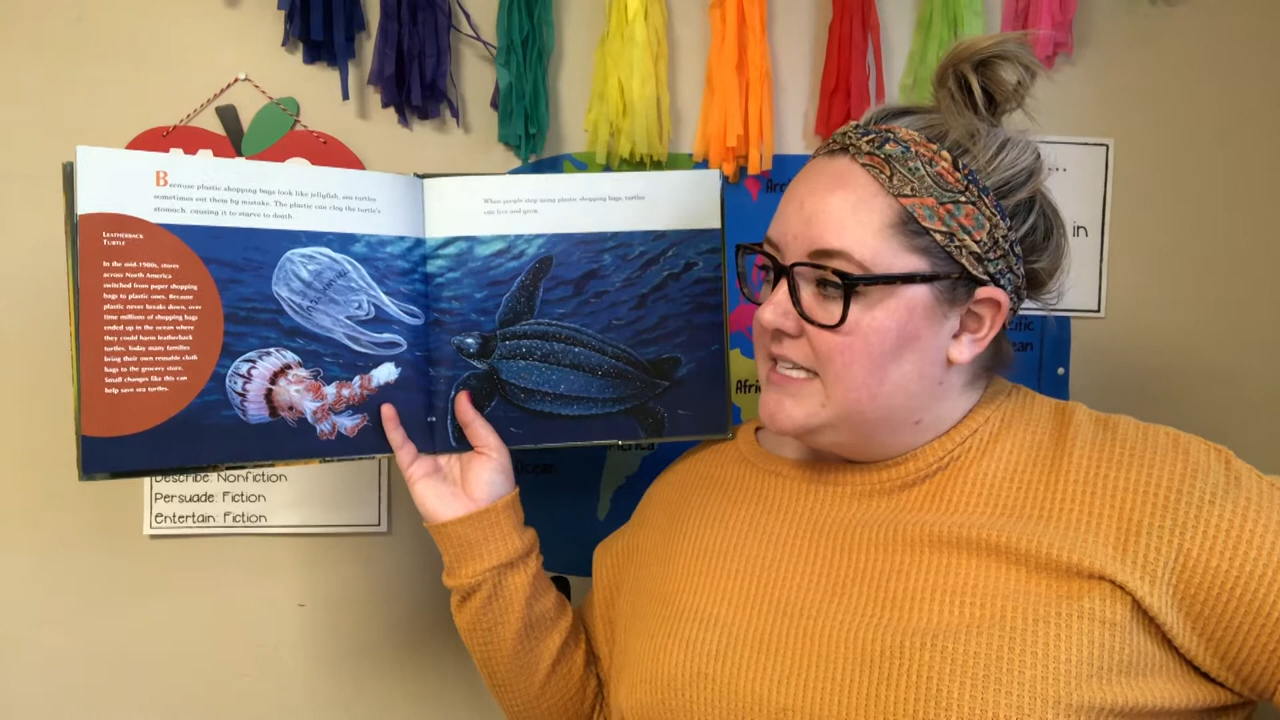 Because plastic shopping bags look like jellyfish, sea turtles
sometimes eat them by mistake. The plastic can clog the turtle's
stomach, causing it to starve to death.
When people stop using plastic shopping bags, turtles
can live and grow.
LEATHERBACK
TURTLE
In the mid-1980s, stores
across North America
switched from paper shopping
bags to plastic ones. Because
plastic never breaks down, over
time millions of shopping bags
ended up in the ocean where
they could harm leatherback
turtles. Today many families
bring their own reusable cloth
bags to the grocery store.
Small changes like this can
help save sea turtles.
THANK YOU
Describe: Nonfiction
Persuade: Fiction
Entertain: Fiction
Ocean
in